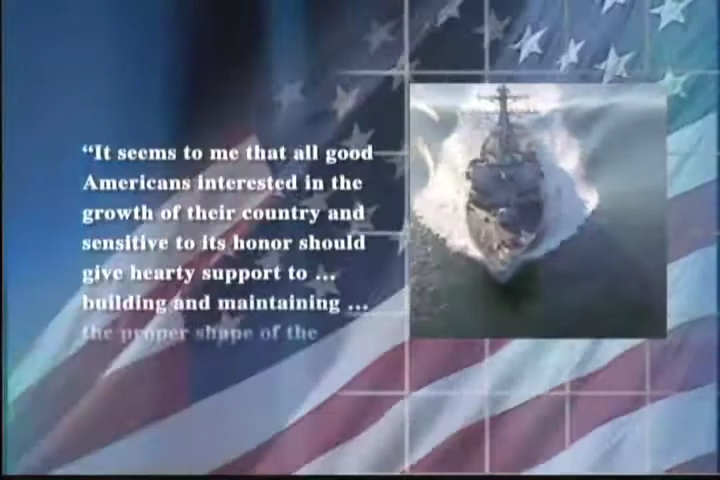 “It seems to me that all good
Americans interested in the
growth of their country and
sensitive to its honor should
give hearty support to ...
building and maintaining ...
the proper shape of the